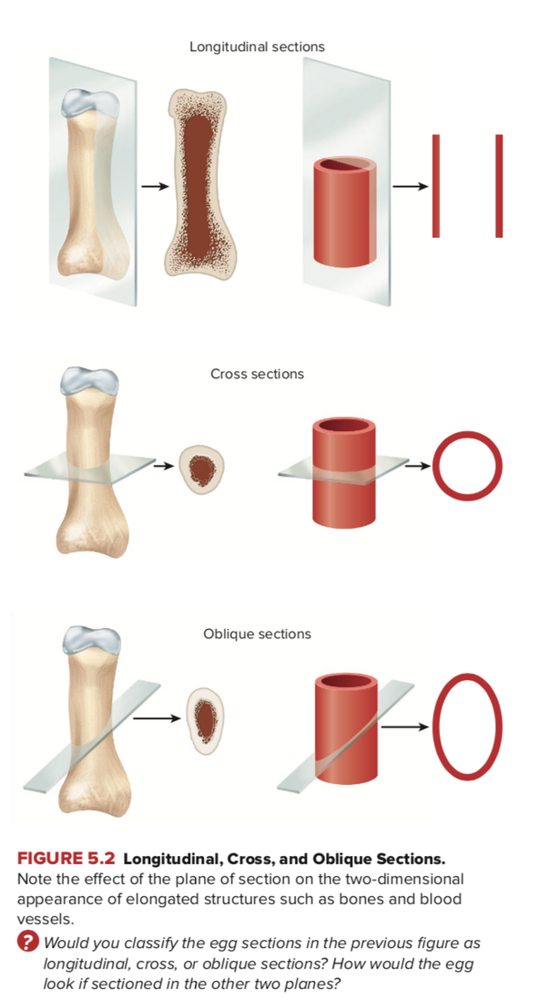 Longitudinal sections
Cross sections
Oblique sections
FIGURE 5.2 Longitudinal, Cross, and Oblique Sections.
Note the effect of the plane of section on the two-dimensional
appearance of elongated structures such as bones and blood
vessels.
? Would you classify the egg sections in the previous figure as
longitudinal, cross, or oblique sections? How would the egg
look if sectioned in the other two planes?